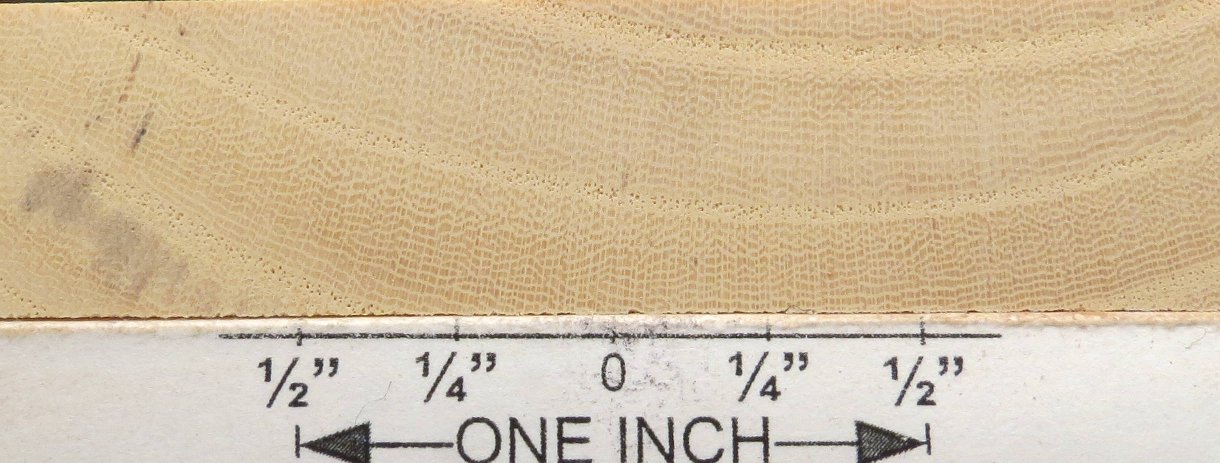 ½” ¼” 0 ¼” ½”
ONE INCH